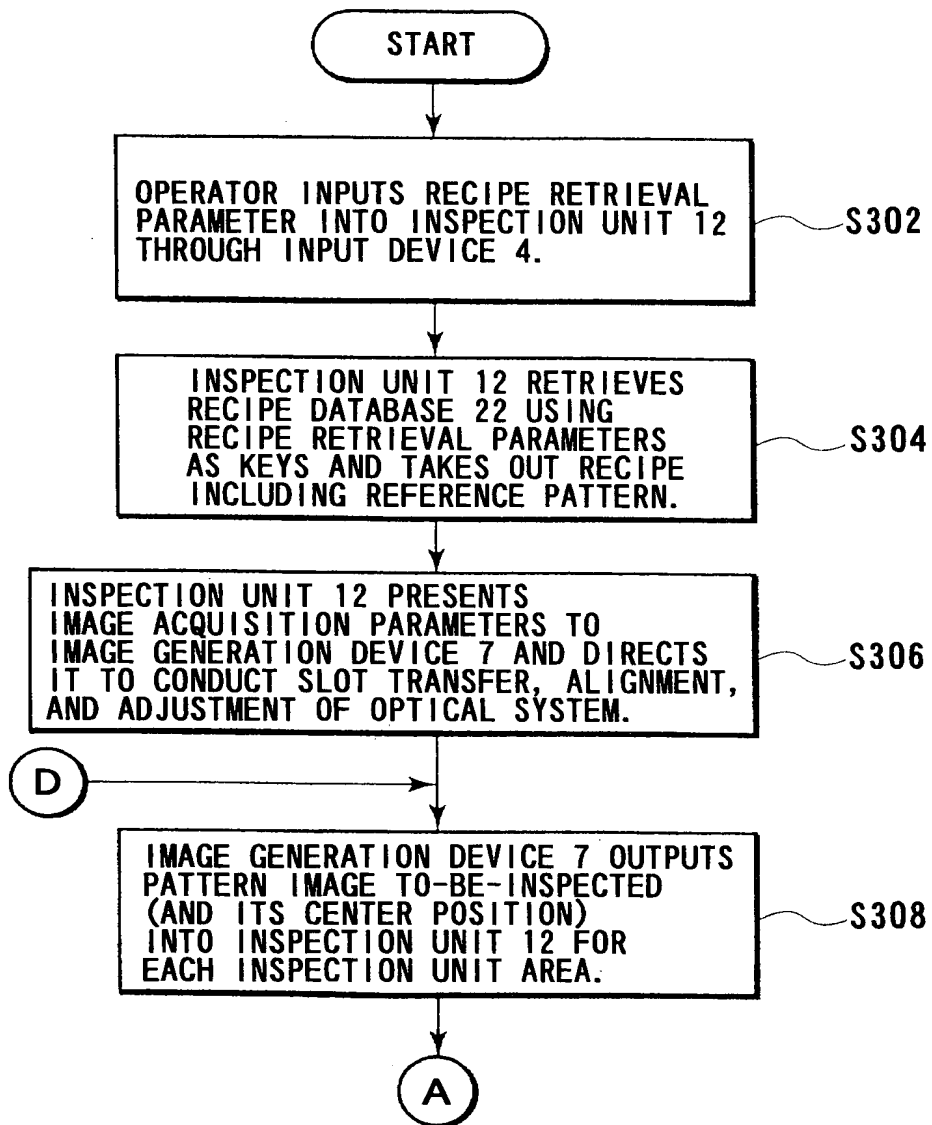 START
OPERATOR INPUTS RECIPE RETRIEVAL
PARAMETER INTO INSPECTION UNIT 12
THROUGH INPUT DEVICE 4.
S302
INSPECTION UNIT 12 RETRIEVES
RECIPE DATABASE 22 USING
RECIPE RETRIEVAL PARAMETERS
AS KEYS AND TAKES OUT RECIPE
INCLUDING REFERENCE PATTERN.
S304
INSPECTION UNIT 12 PRESENTS
IMAGE ACQUISITION PARAMETERS TO
IMAGE GENERATION DEVICE 7 AND DIRECTS
IT TO CONDUCT SLOT TRANSFER, ALIGNMENT,
AND ADJUSTMENT OF OPTICAL SYSTEM.
S306
D
IMAGE GENERATION DEVICE 7 OUTPUTS
PATTERN IMAGE TO-BE-INSPECTED
(AND ITS CENTER POSITION)
INTO INSPECTION UNIT 12 FOR
EACH INSPECTION UNIT AREA.
S308
A